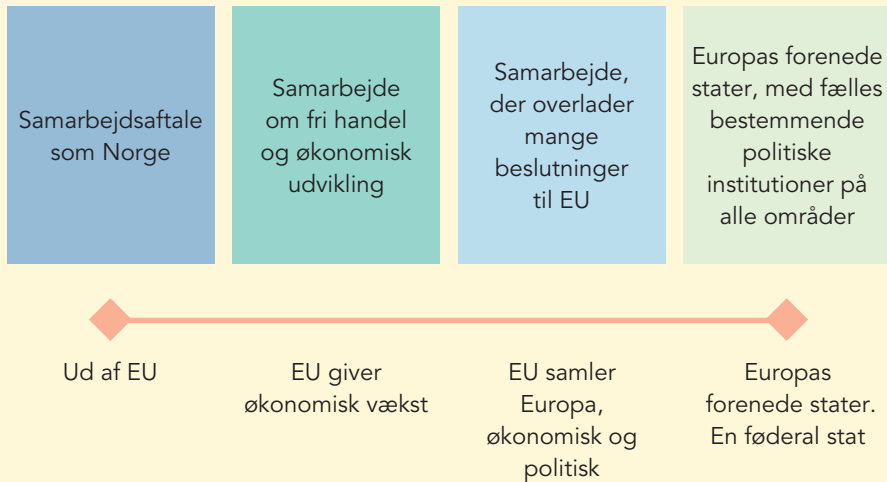 Samarbejdsaftale
som Norge
Samarbejde
om fri handel
og økonomisk
udvikling
Samarbejde,
der overlader
mange
beslutninger
til EU
Europas forenede
stater, med fælles
bestemmende
politiske
institutioner på
alle områder
Ud af EU
EU giver
økonomisk vækst
EU samler
Europa,
økonomisk og
politisk
Europas
forenede stater.
En føderal stat